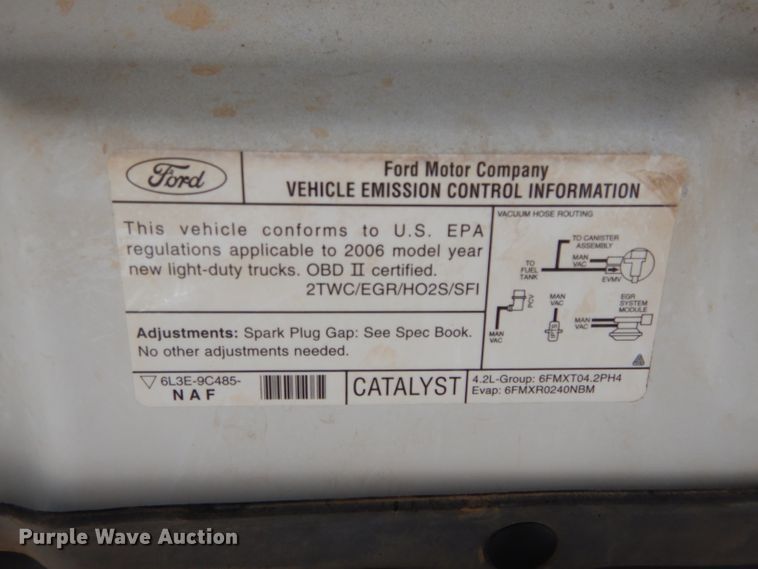 Ford
Ford Motor Company
VEHICLE EMISSION CONTROL INFORMATION
This vehicle conforms to U.S. EPA
regulations applicable to 2006 model year
new light-duty trucks. OBD II certified.
2TWC/EGR/HO2S/SFI
Adjustments: Spark Plug Gap: See Spec Book.
No other adjustments needed.
VACUUM HOSE ROUTING
TO CANISTER
ASSEMBLY
MAN
VAC
TO
FUEL
TANK
EVMV
PCV
MAN
VAC
MAN
VAC
EGR
SYSTEM
MODULE
MAN
VAC
6L3E-9C485-
NAF
CATALYST
4.2L-Group: 6FMXT04.2PH4
Evap: 6FMXR0240NBM
Purple Wave Auction